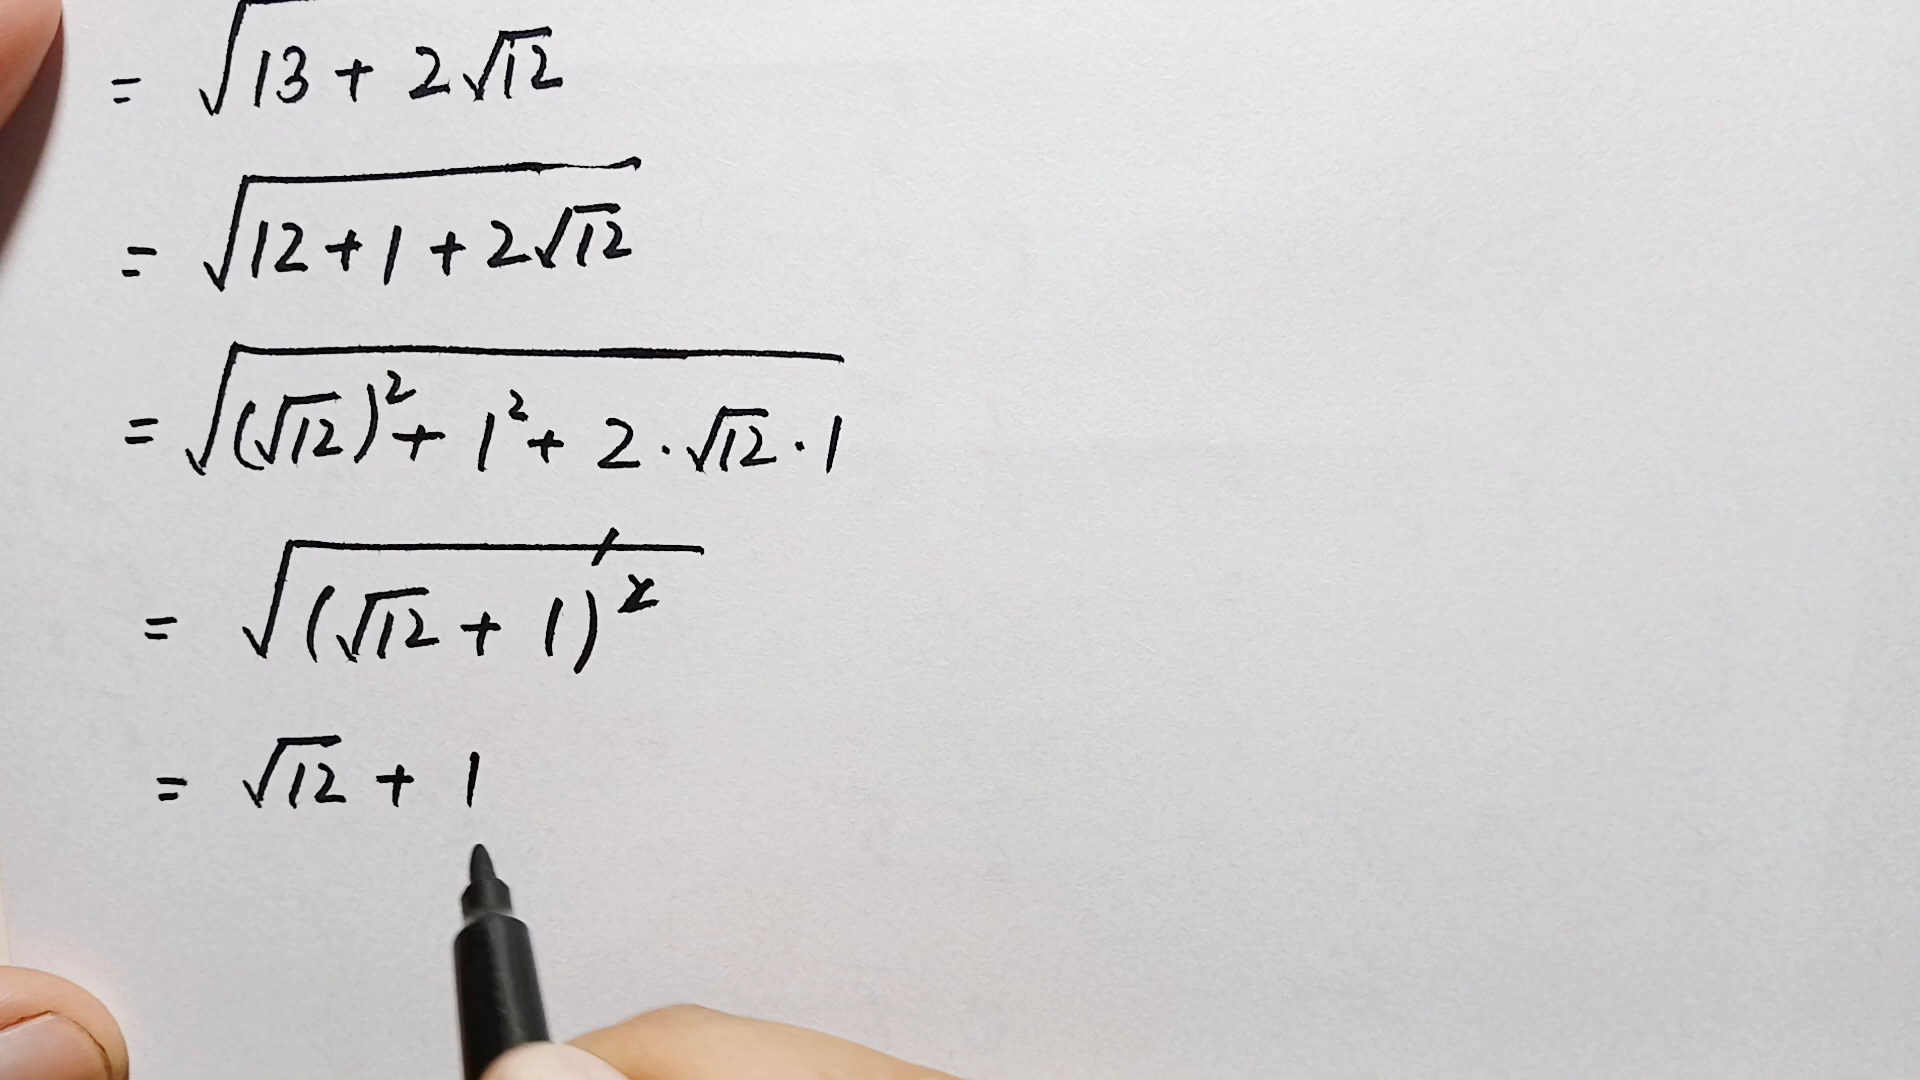 = √(13 + 2√12
= √(12 + 1 + 2√12)
= √((√12)² + 1² + 2 · √12 · 1)
= √((√12 + 1)²)
= √12 + 1